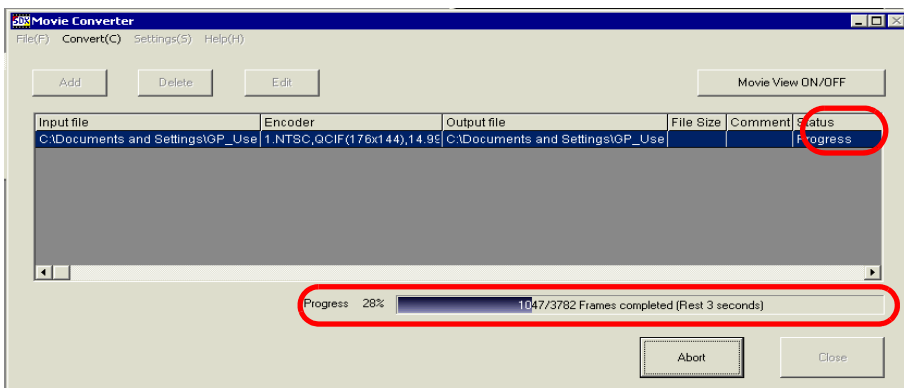 Movie Converter
File(F) Convert(C) Settings(S) Help(H)
Add Delete Edit Movie View ON/OFF
Input file Encoder Output file File Size Comment Status
C:\Documents and Settings\GP_Use 1.NTSC,QCIF(176x144),14.99 C:\Documents and Settings\GP_Use Progress
Progress 28% 1047/3782 Frames completed (Rest 3 seconds)
Abort Close